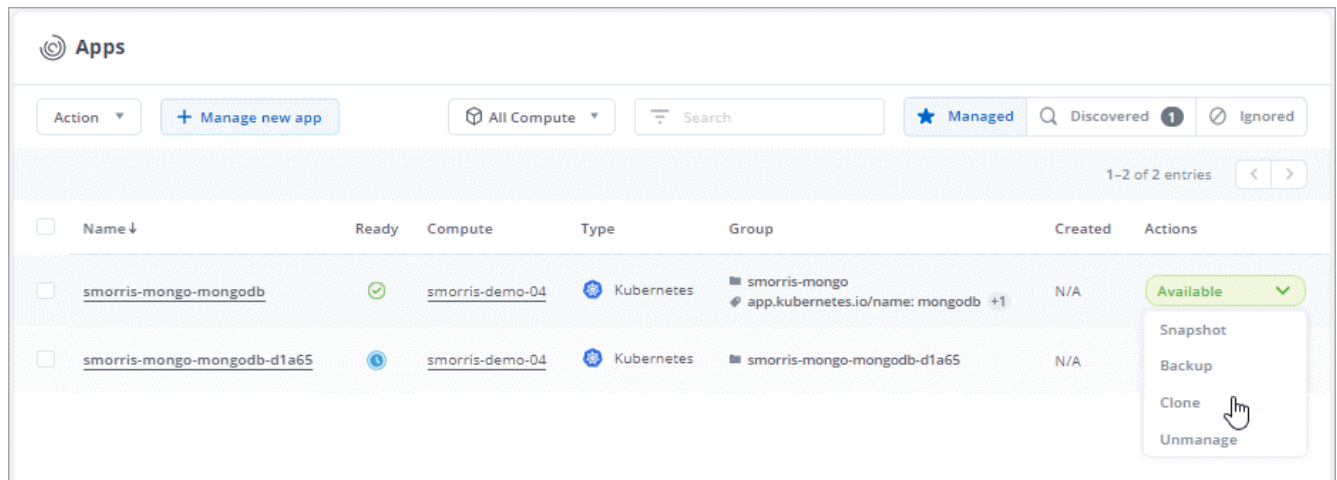 Apps
Action + Manage new app All Compute Search Managed Discovered 1 Ignored
1–2 of 2 entries < >
Name↓ Ready Compute Type Group Created Actions
smorris-mongo-mongodb smorris-demo-04 Kubernetes smorris-mongo N/A Available
app.kubernetes.io/name: mongodb +1
Snapshot
smorris-mongo-mongodb-d1a65 smorris-demo-04 Kubernetes smorris-mongo-mongodb-d1a65 N/A
Backup
Clone
Unmanage